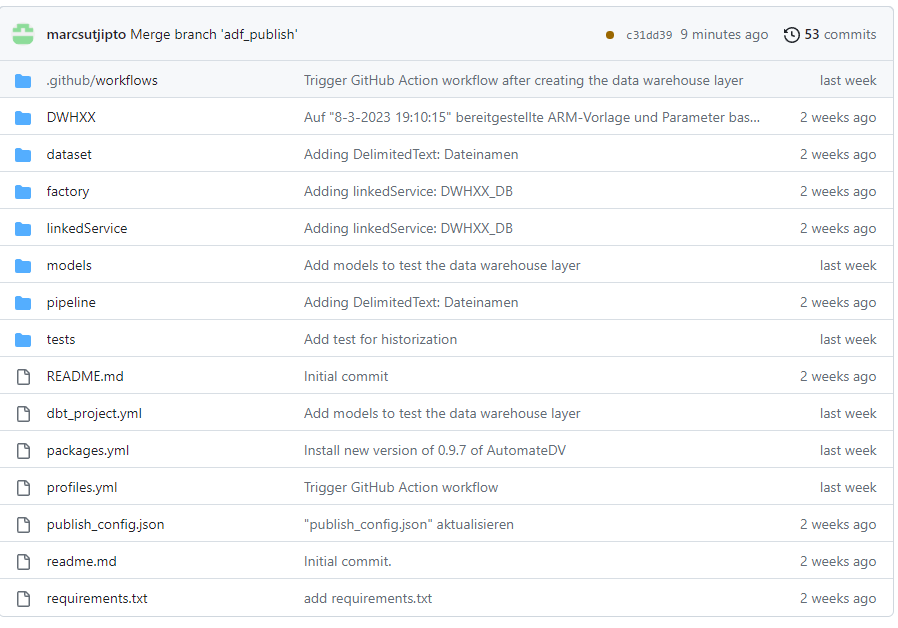 marcsutjipto Merge branch 'adf_publish' c31dd39 9 minutes ago 53 commits
.github/workflows Trigger GitHub Action workflow after creating the data warehouse layer last week
DWHXX Auf "8-3-2023 19:10:15" bereitgestellte ARM-Vorlage und Parameter bas... 2 weeks ago
dataset Adding DelimitedText: Dateinamen 2 weeks ago
factory Adding linkedService: DWHXX_DB 2 weeks ago
linkedService Adding linkedService: DWHXX_DB 2 weeks ago
models Add models to test the data warehouse layer last week
pipeline Adding DelimitedText: Dateinamen 2 weeks ago
tests Add test for historization last week
README.md Initial commit 2 weeks ago
dbt_project.yml Add models to test the data warehouse layer last week
packages.yml Install new version of 0.9.7 of AutomateDV last week
profiles.yml Trigger GitHub Action workflow last week
publish_config.json "publish_config.json" aktualisieren 2 weeks ago
readme.md Initial commit. 2 weeks ago
requirements.txt add requirements.txt 2 weeks ago